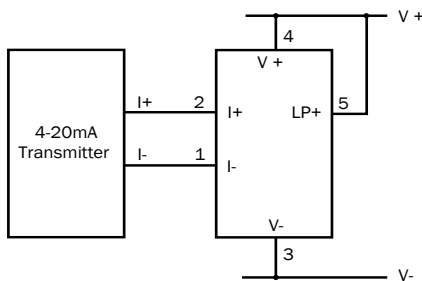 V +
4
V +
I+
2
I+
LP+
5
4-20mA
Transmitter
I-
1
I-
V-
3
V-